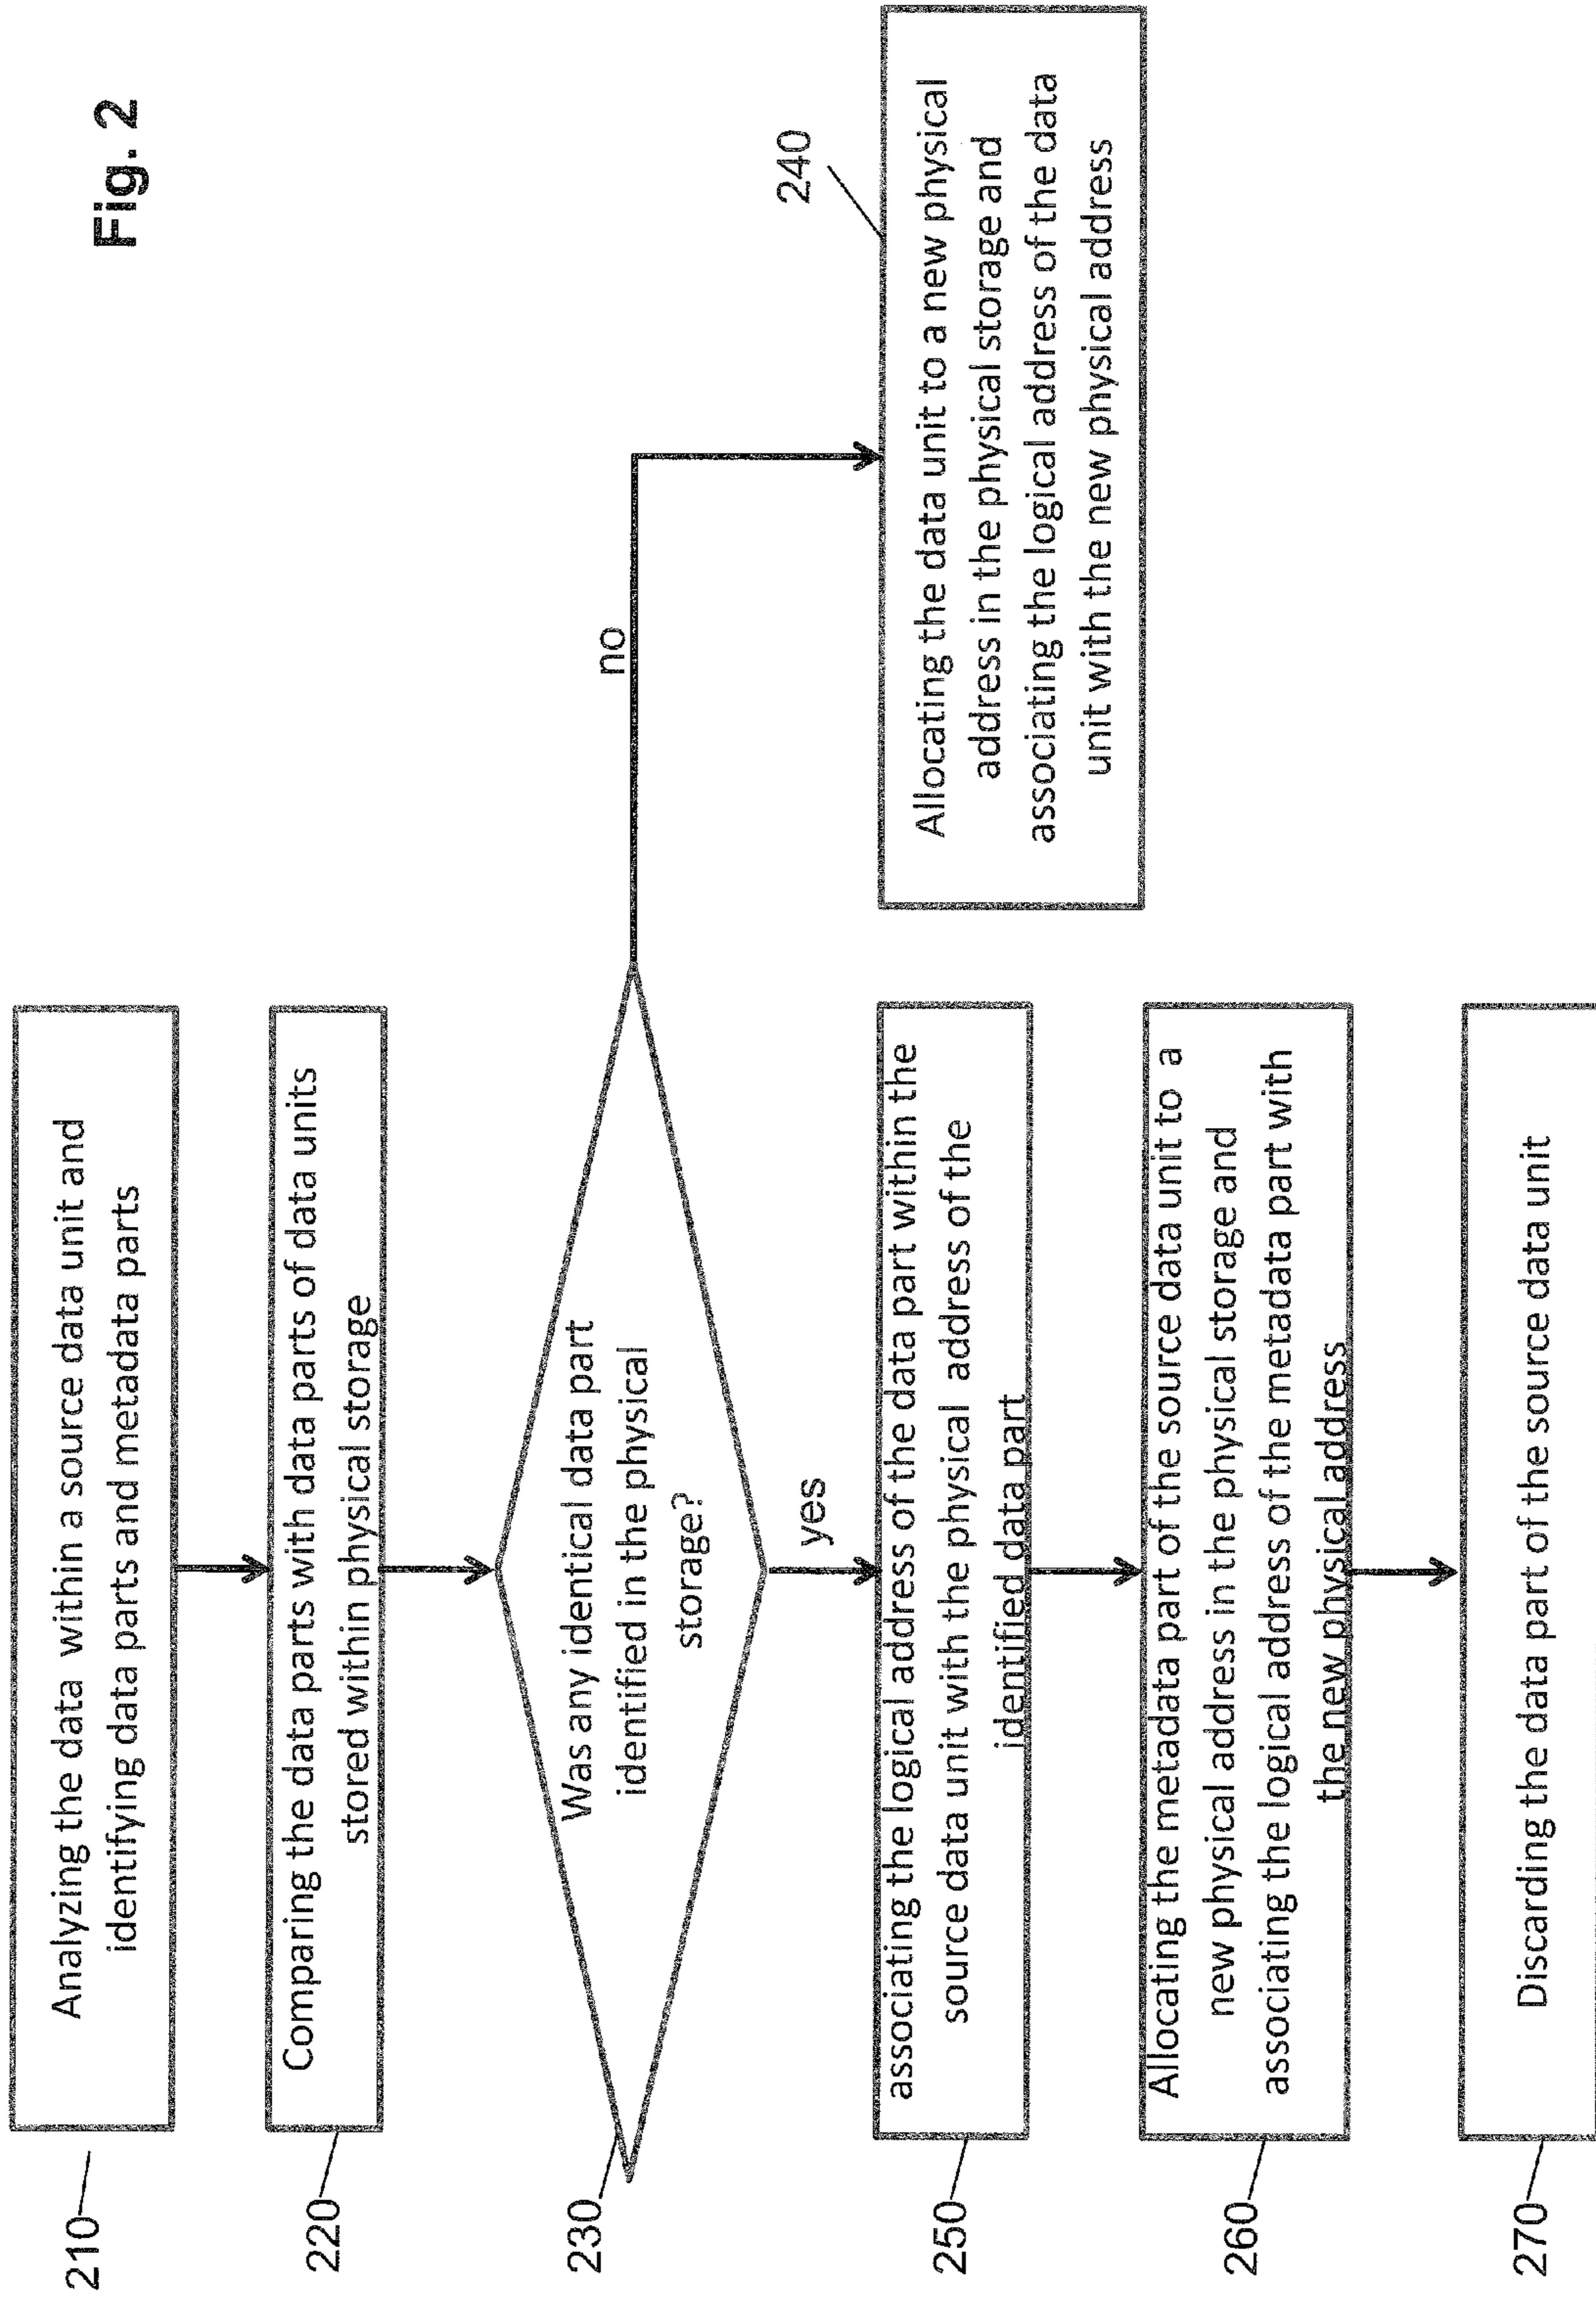 Fig. 2
210
Analyzing the data within a source data unit and
identifying data parts and metadata parts
220
Comparing the data parts with data parts of data units
stored within physical storage
230
Was any identical data part
identified in the physical
storage?
no
240
Allocating the data unit to a new physical
address in the physical storage and
associating the logical address of the data
unit with the new physical address
yes
250
associating the logical address of the data part within the
source data unit with the physical address of the
identified data part
260
Allocating the metadata part of the source data unit to a
new physical address in the physical storage and
associating the logical address of the metadata part with
the new physical address
270
Discarding the data part of the source data unit